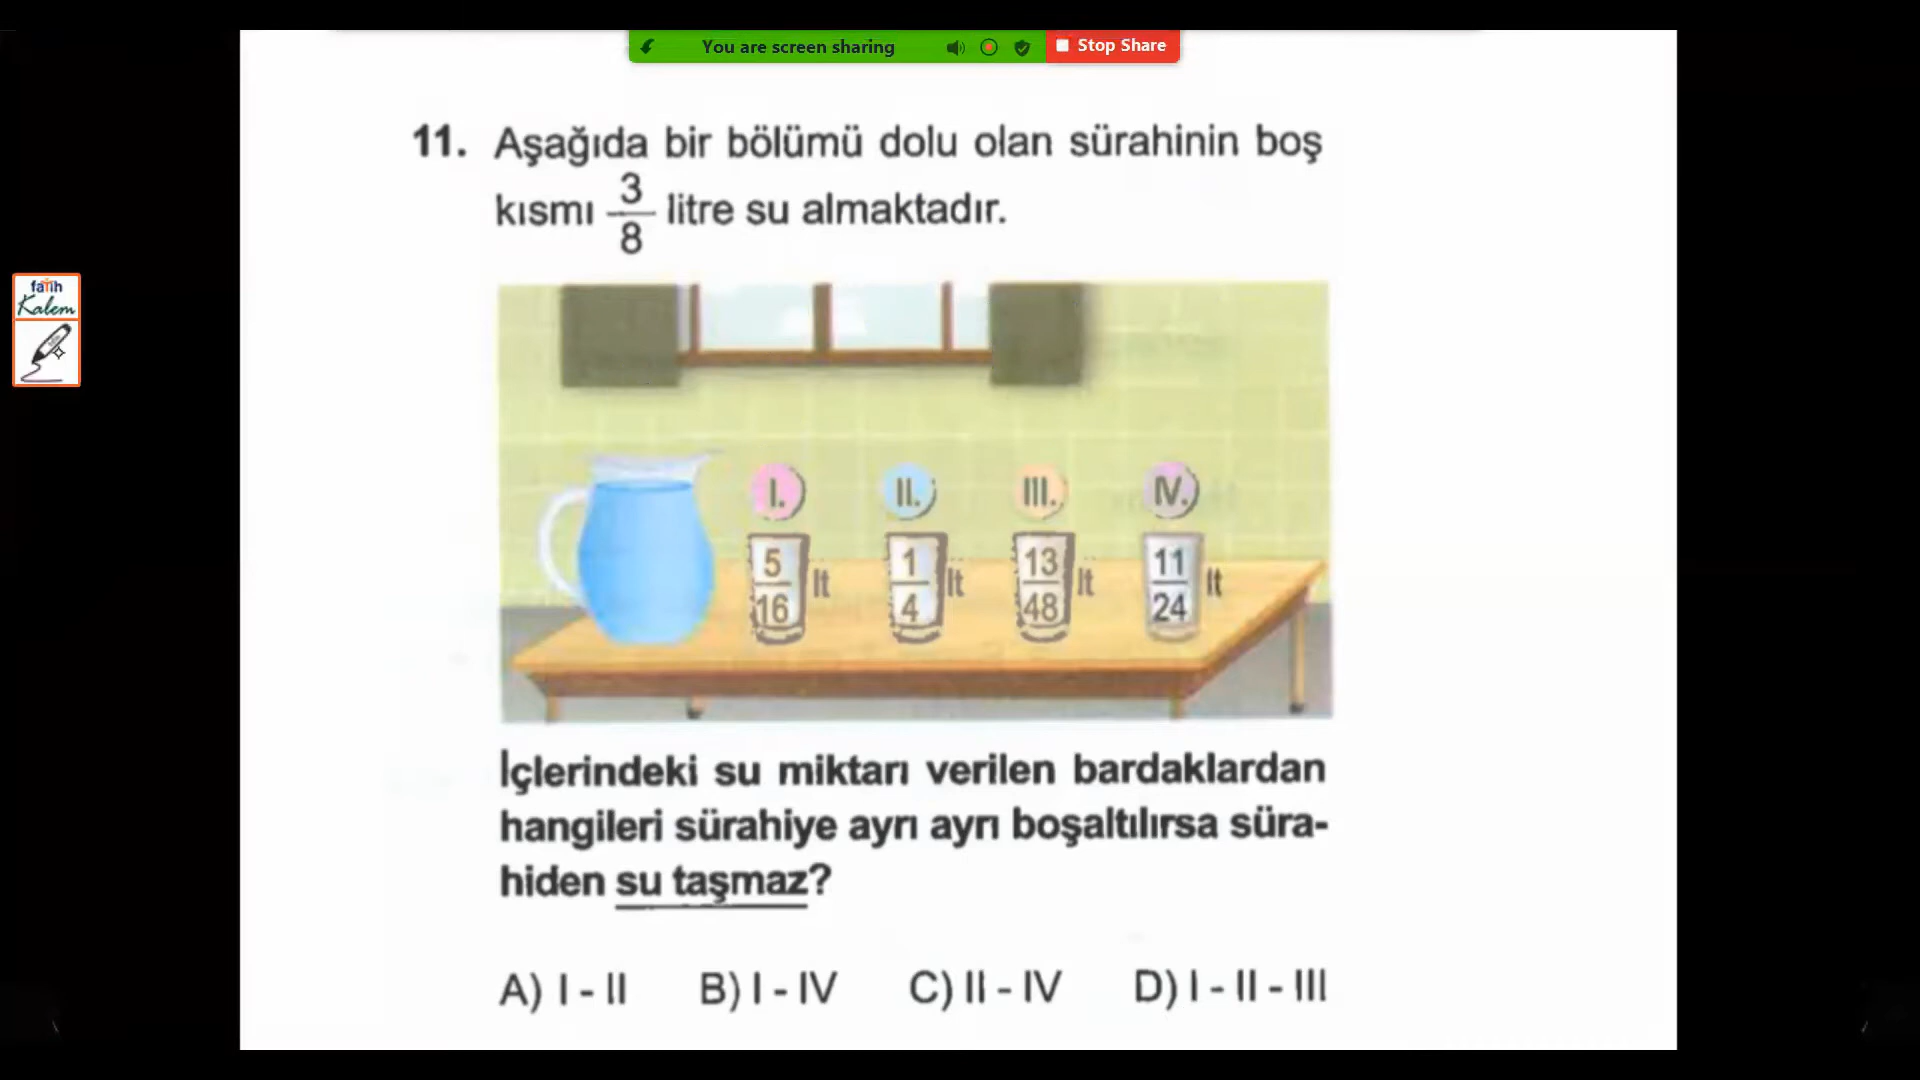 You are screen sharing
Stop Share
fatih
Kalem
11. Aşağıda bir bölümü dolu olan sürahinin boş
kısmı 3/8 litre su almaktadır.
I. II. III. IV.
5/16 lt 1/4 lt 13/48 lt 11/24 lt
İçlerindeki su miktarı verilen bardaklardan
hangileri sürahiye ayrı ayrı boşaltılırsa süra-
hiden su taşmaz?
A) I - II B) I - IV C) II - IV D) I - II - III